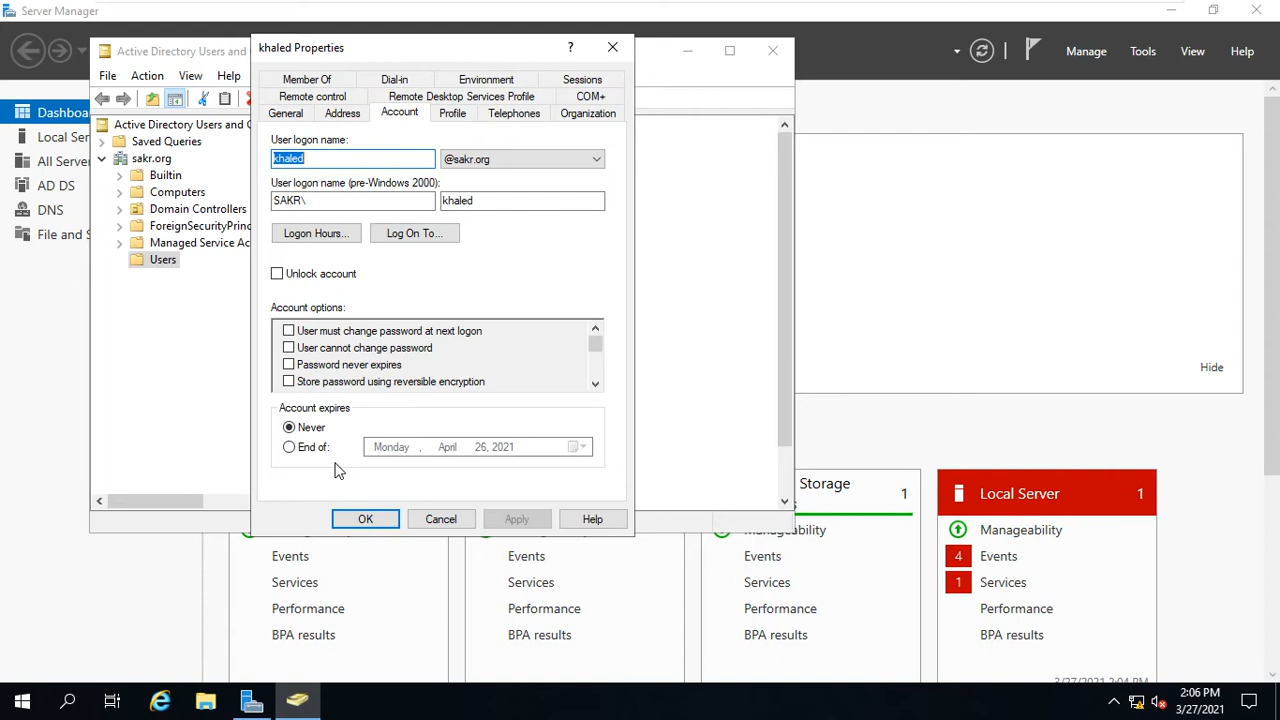 Server Manager
Manage Tools View Help
Dashboa
Local Ser
All Server
AD DS
DNS
File and S
Active Directory Users and
File Action View Help
Active Directory Users and C
Saved Queries
sakr.org
Builtin
Computers
Domain Controllers
ForeignSecurityPrinc
Managed Service Ac
Users
khaled Properties
?
Member Of Dial-in Environment Sessions
Remote control Remote Desktop Services Profile COM+
General Address Account Profile Telephones Organization
User logon name:
khaled @sakr.org
User logon name (pre-Windows 2000):
SAKR\ khaled
Logon Hours... Log On To...
Unlock account
Account options:
User must change password at next logon
User cannot change password
Password never expires
Store password using reversible encryption
Account expires
Never
End of: Monday , April 26, 2021
OK Cancel Apply Help
Hide
Events
Services
Performance
BPA results
Events
Services
Performance
BPA results
Storage 1
Manageability
Events
Services
Performance
BPA results
Local Server 1
Manageability
4 Events
1 Services
Performance
BPA results
3/27/2021 2:04 PM
2:06 PM
3/27/2021